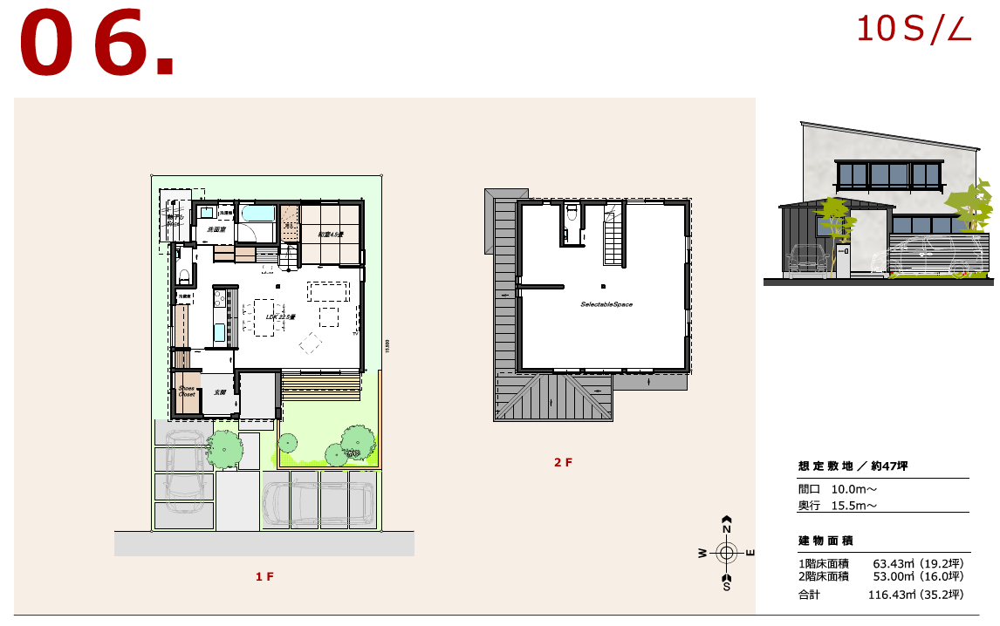 06.
10S/∠
洗面室
洗濯機
和室4.5畳
冷蔵庫
LDK 22.5畳
TV
15,500
Shoes
Closet
玄関
1F
SelectableSpace
2F
N
W
E
S
想定敷地／約47坪
間口 10.0m～
奥行 15.5m～
建物面積
1階床面積 63.43㎡（19.2坪）
2階床面積 53.00㎡（16.0坪）
合計 116.43㎡（35.2坪）